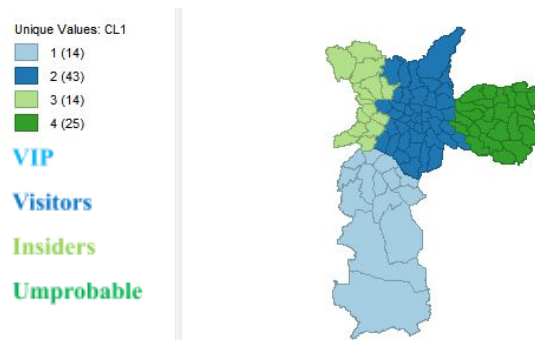 Unique Values: CL1
1 (14)
2 (43)
3 (14)
4 (25)
VIP
Visitors
Insiders
Umprobable